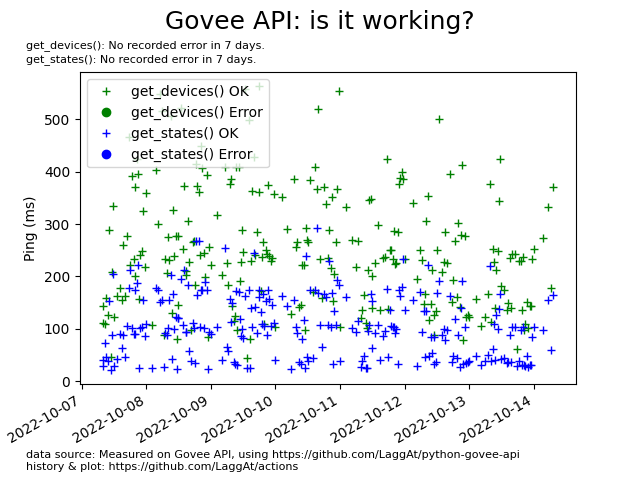 Govee API: is it working?
get_devices(): No recorded error in 7 days.
get_states(): No recorded error in 7 days.
get_devices() OK
get_devices() Error
get_states() OK
get_states() Error
Ping (ms)
500
400
300
200
100
0
2022-10-07
2022-10-08
2022-10-09
2022-10-10
2022-10-11
2022-10-12
2022-10-13
2022-10-14
data source: Measured on Govee API, using https://github.com/LaggAt/python-govee-api
history & plot: https://github.com/LaggAt/actions